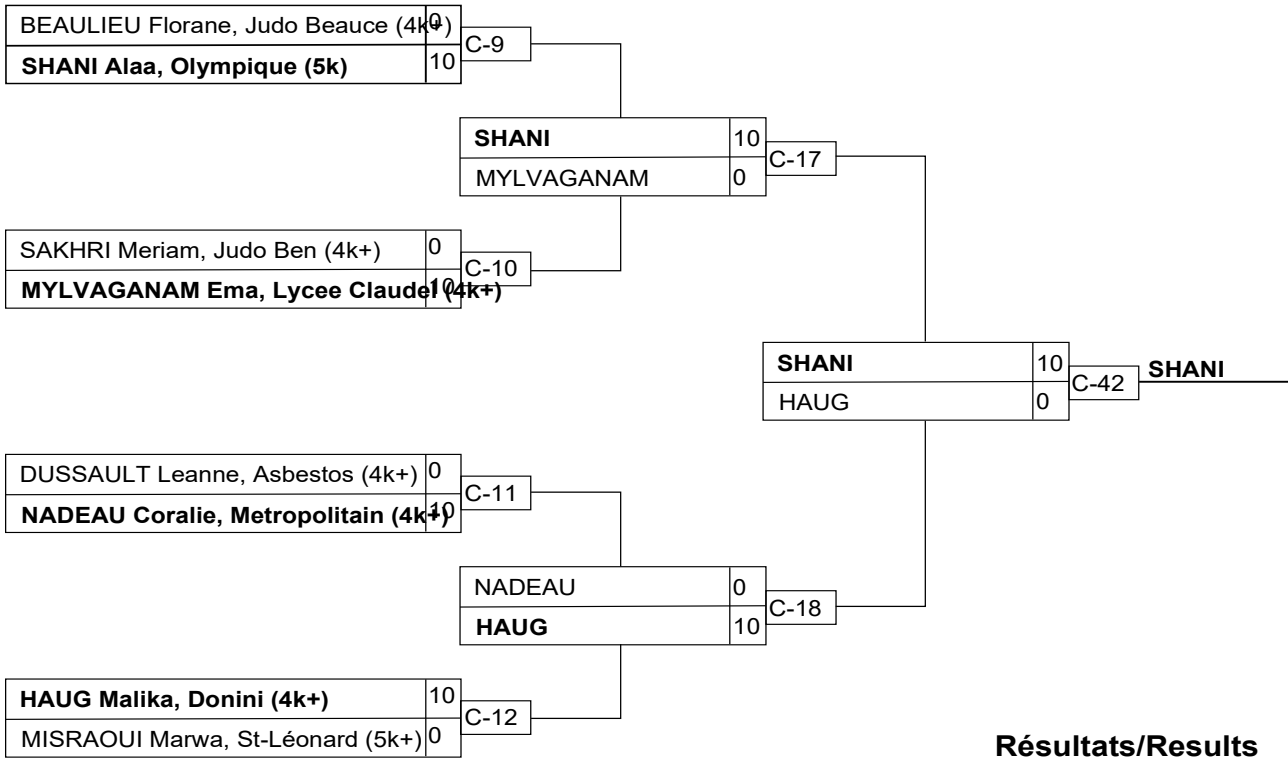 BEAULIEU Florane, Judo Beauce (4k+) 0
C-9
SHANI Alaa, Olympique (5k) 10
SHANI 10
C-17
MYLVAGANAM 0
SAKHRI Meriam, Judo Ben (4k+) 0
C-10
MYLVAGANAM Ema, Lycee Claudel (4k+) 10
SHANI 10
C-42
SHANI
HAUG 0
DUSSAULT Leanne, Asbestos (4k+) 0
C-11
NADEAU Coralie, Metropolitain (4k+) 10
NADEAU 0
C-18
HAUG 10
HAUG Malika, Donini (4k+) 10
C-12
MISRAOUI Marwa, St-Léonard (5k+) 0
Résultats/Results